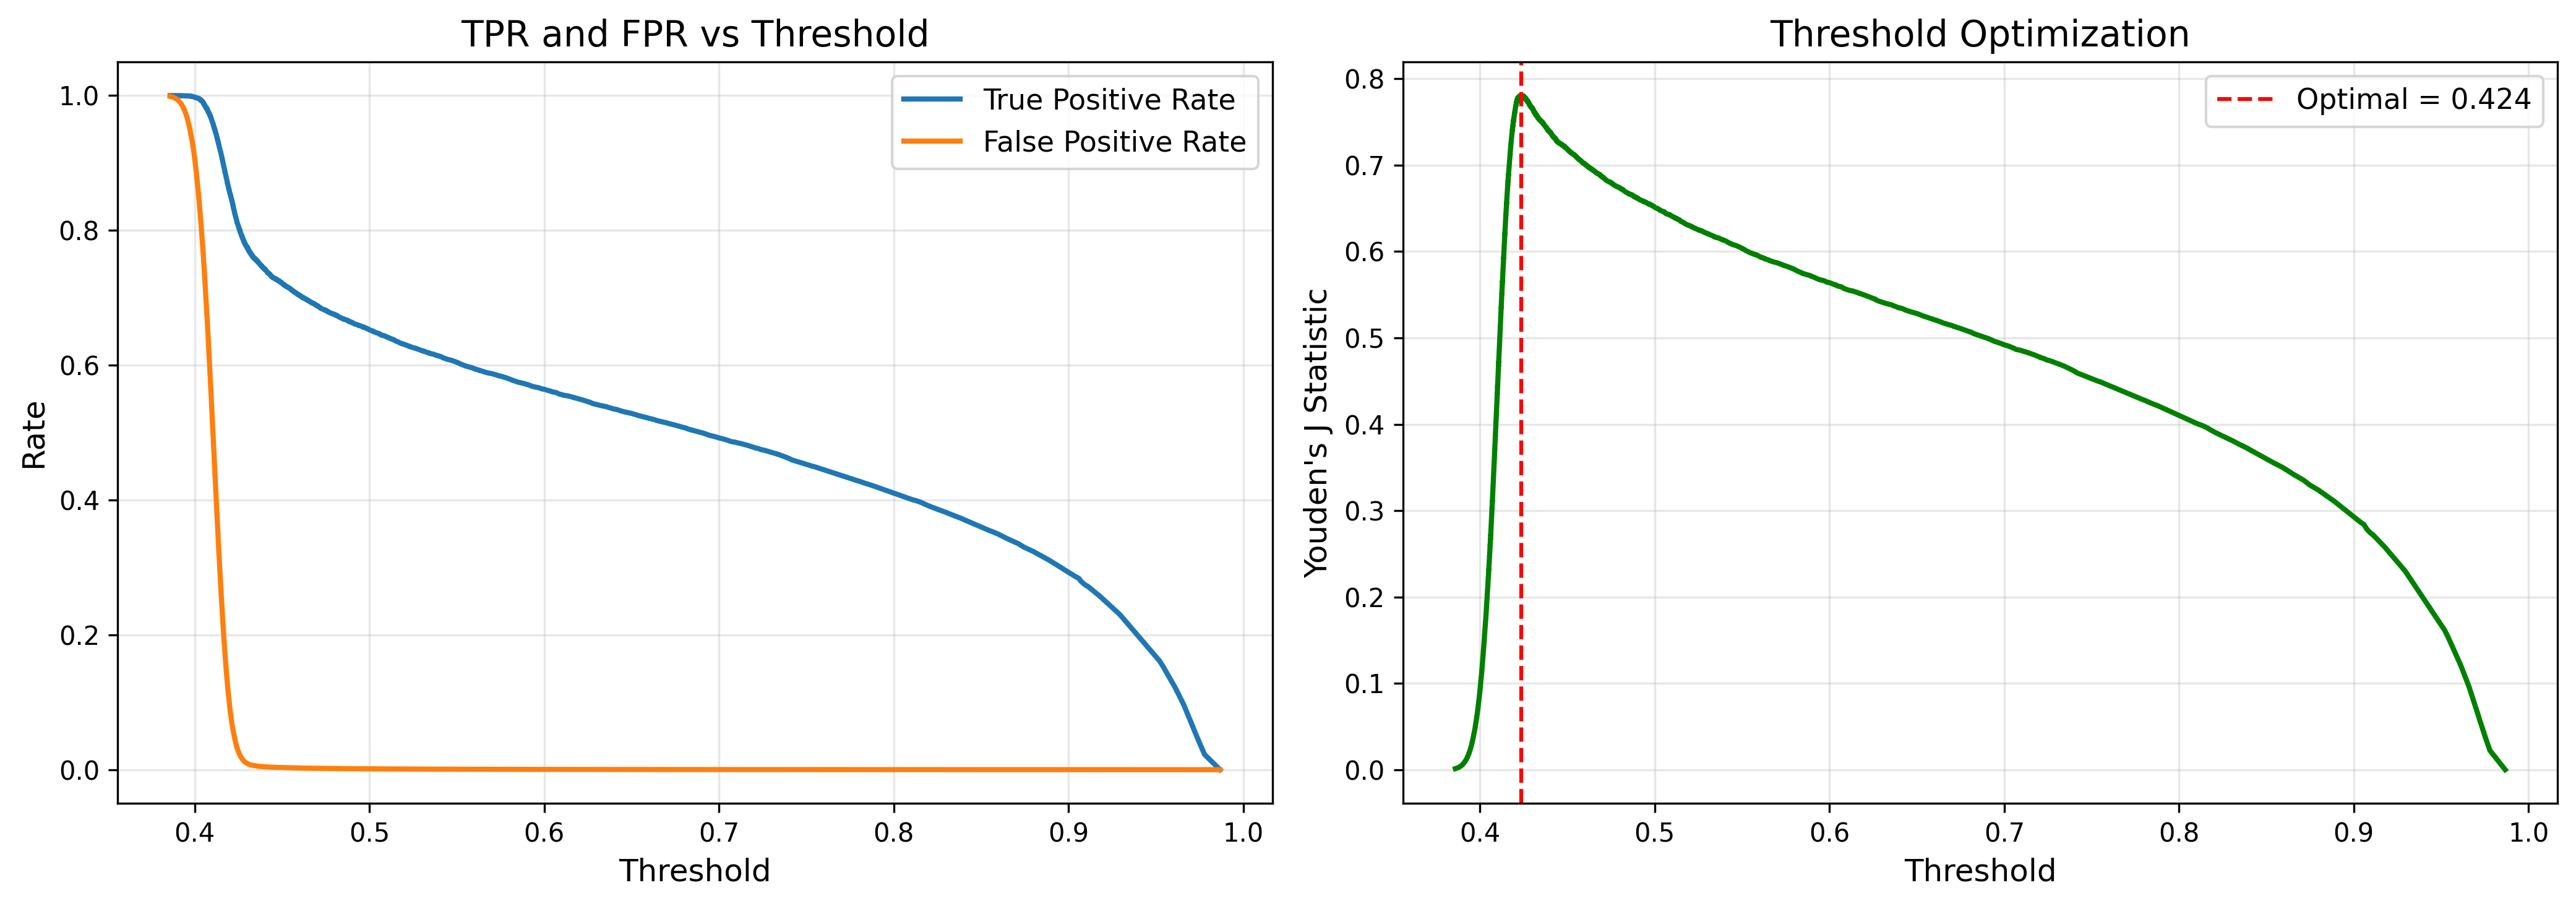 TPR and FPR vs Threshold
True Positive Rate
False Positive Rate
Rate
1.0
0.8
0.6
0.4
0.2
0.0
0.4 0.5 0.6 0.7 0.8 0.9 1.0
Threshold
Threshold Optimization
Optimal = 0.424
Youden's J Statistic
0.8
0.7
0.6
0.5
0.4
0.3
0.2
0.1
0.0
0.4 0.5 0.6 0.7 0.8 0.9 1.0
Threshold